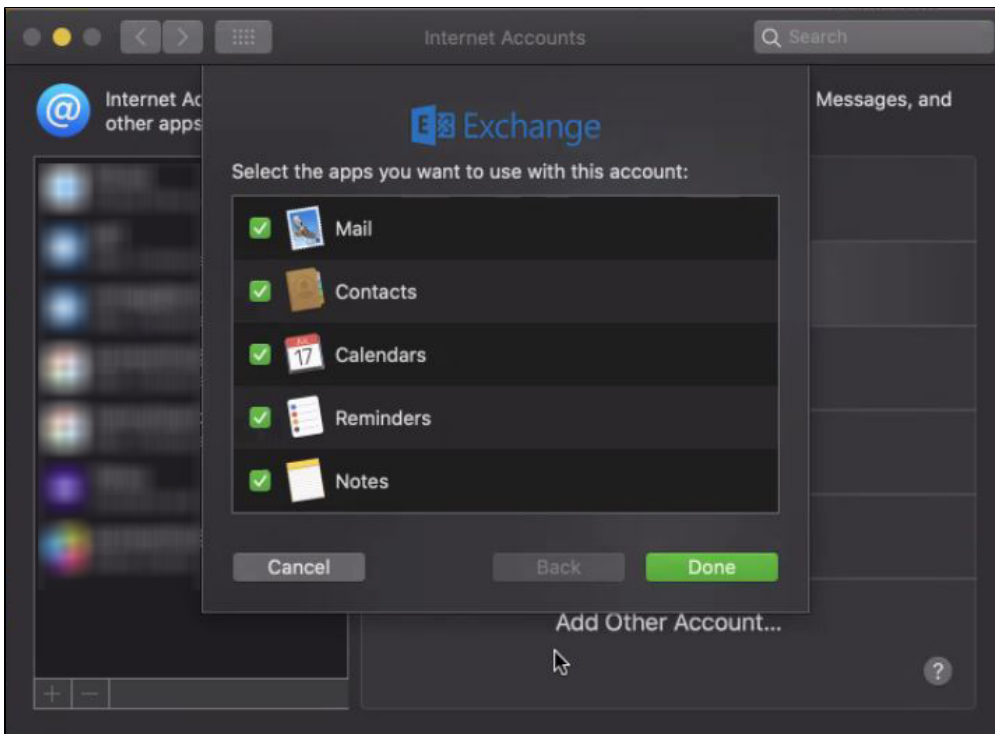 Internet Accounts
Search
Internet Ac
other apps
Messages, and
E Exchange
Select the apps you want to use with this account:
Mail
Contacts
JUL
17
Calendars
Reminders
Notes
Cancel
Back
Done
Add Other Account...
?